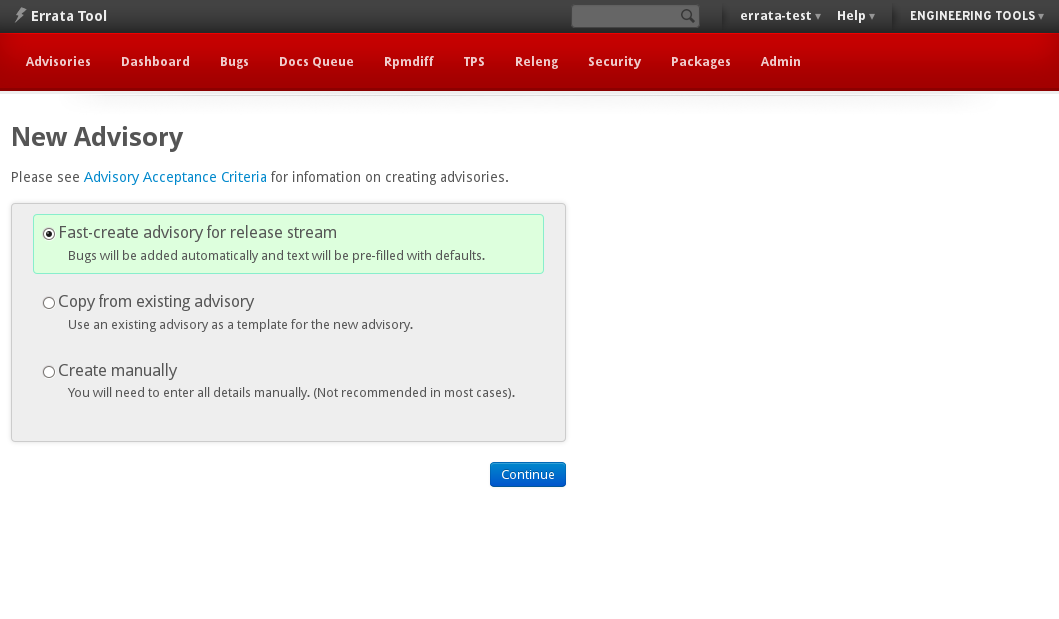 Errata Tool
errata-test ▾ Help ▾ ENGINEERING TOOLS ▾
Advisories Dashboard Bugs Docs Queue Rpmdiff TPS Releng Security Packages Admin
New Advisory
Please see Advisory Acceptance Criteria for infomation on creating advisories.
Fast-create advisory for release stream
Bugs will be added automatically and text will be pre-filled with defaults.
Copy from existing advisory
Use an existing advisory as a template for the new advisory.
Create manually
You will need to enter all details manually. (Not recommended in most cases).
Continue